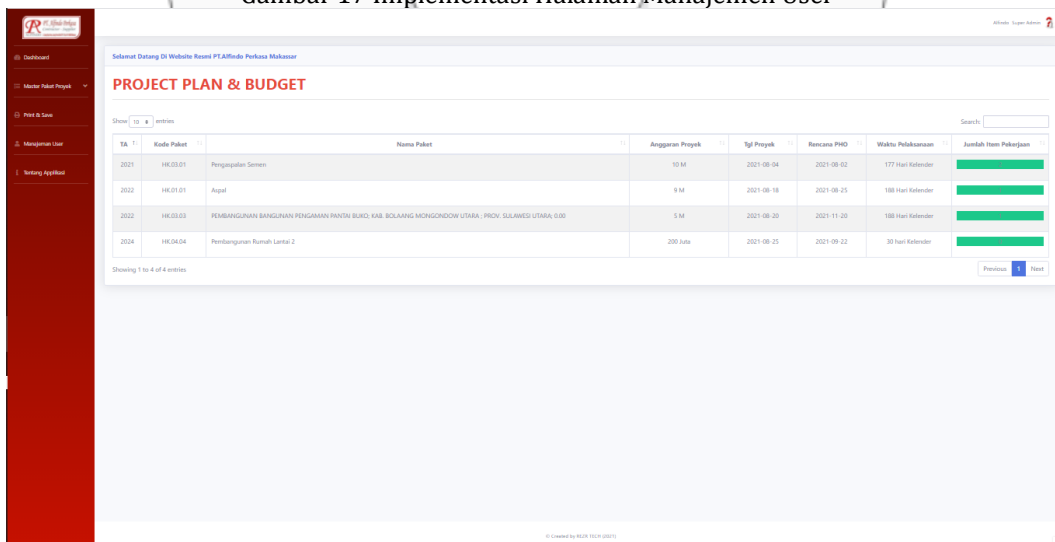 Gambar 17 Implementasi Halaman Manajemen User
Alfindo Super Admin
Dashboard
Selamat Datang Di Website Resmi PT.Alfindo Perkasa Makassar
Master Paket Proyek
PROJECT PLAN & BUDGET
Print & Save
Show 10 entries Search:
Manajeman User
TA Kode Paket Nama Paket Anggaran Proyek Tgl Proyek Rencana PHO Waktu Pelaksanaan Jumlah Item Pekerjaan
2021 HK.03.01 Pengaspalan Semen 10 M 2021-08-04 2021-08-02 177 Hari Kelender
Tentang Applikasi
2022 HK.01.01 Aspal 9 M 2021-08-18 2021-08-25 188 Hari Kelender
2022 HK.03.03 PEMBANGUNAN BANGUNAN PENGAMAN PANTAI BUKO; KAB. BOLAANG MONGONDOW UTARA ; PROV. SULAWESI UTARA; 0.00 5 M 2021-08-20 2021-11-20 188 Hari Kelender
2024 HK.04.04 Pembangunan Rumah Lantai 2 200 Juta 2021-08-25 2021-09-22 30 hari Kelender
Showing 1 to 4 of 4 entries Previous 1 Next
© Created by TECH (2021)